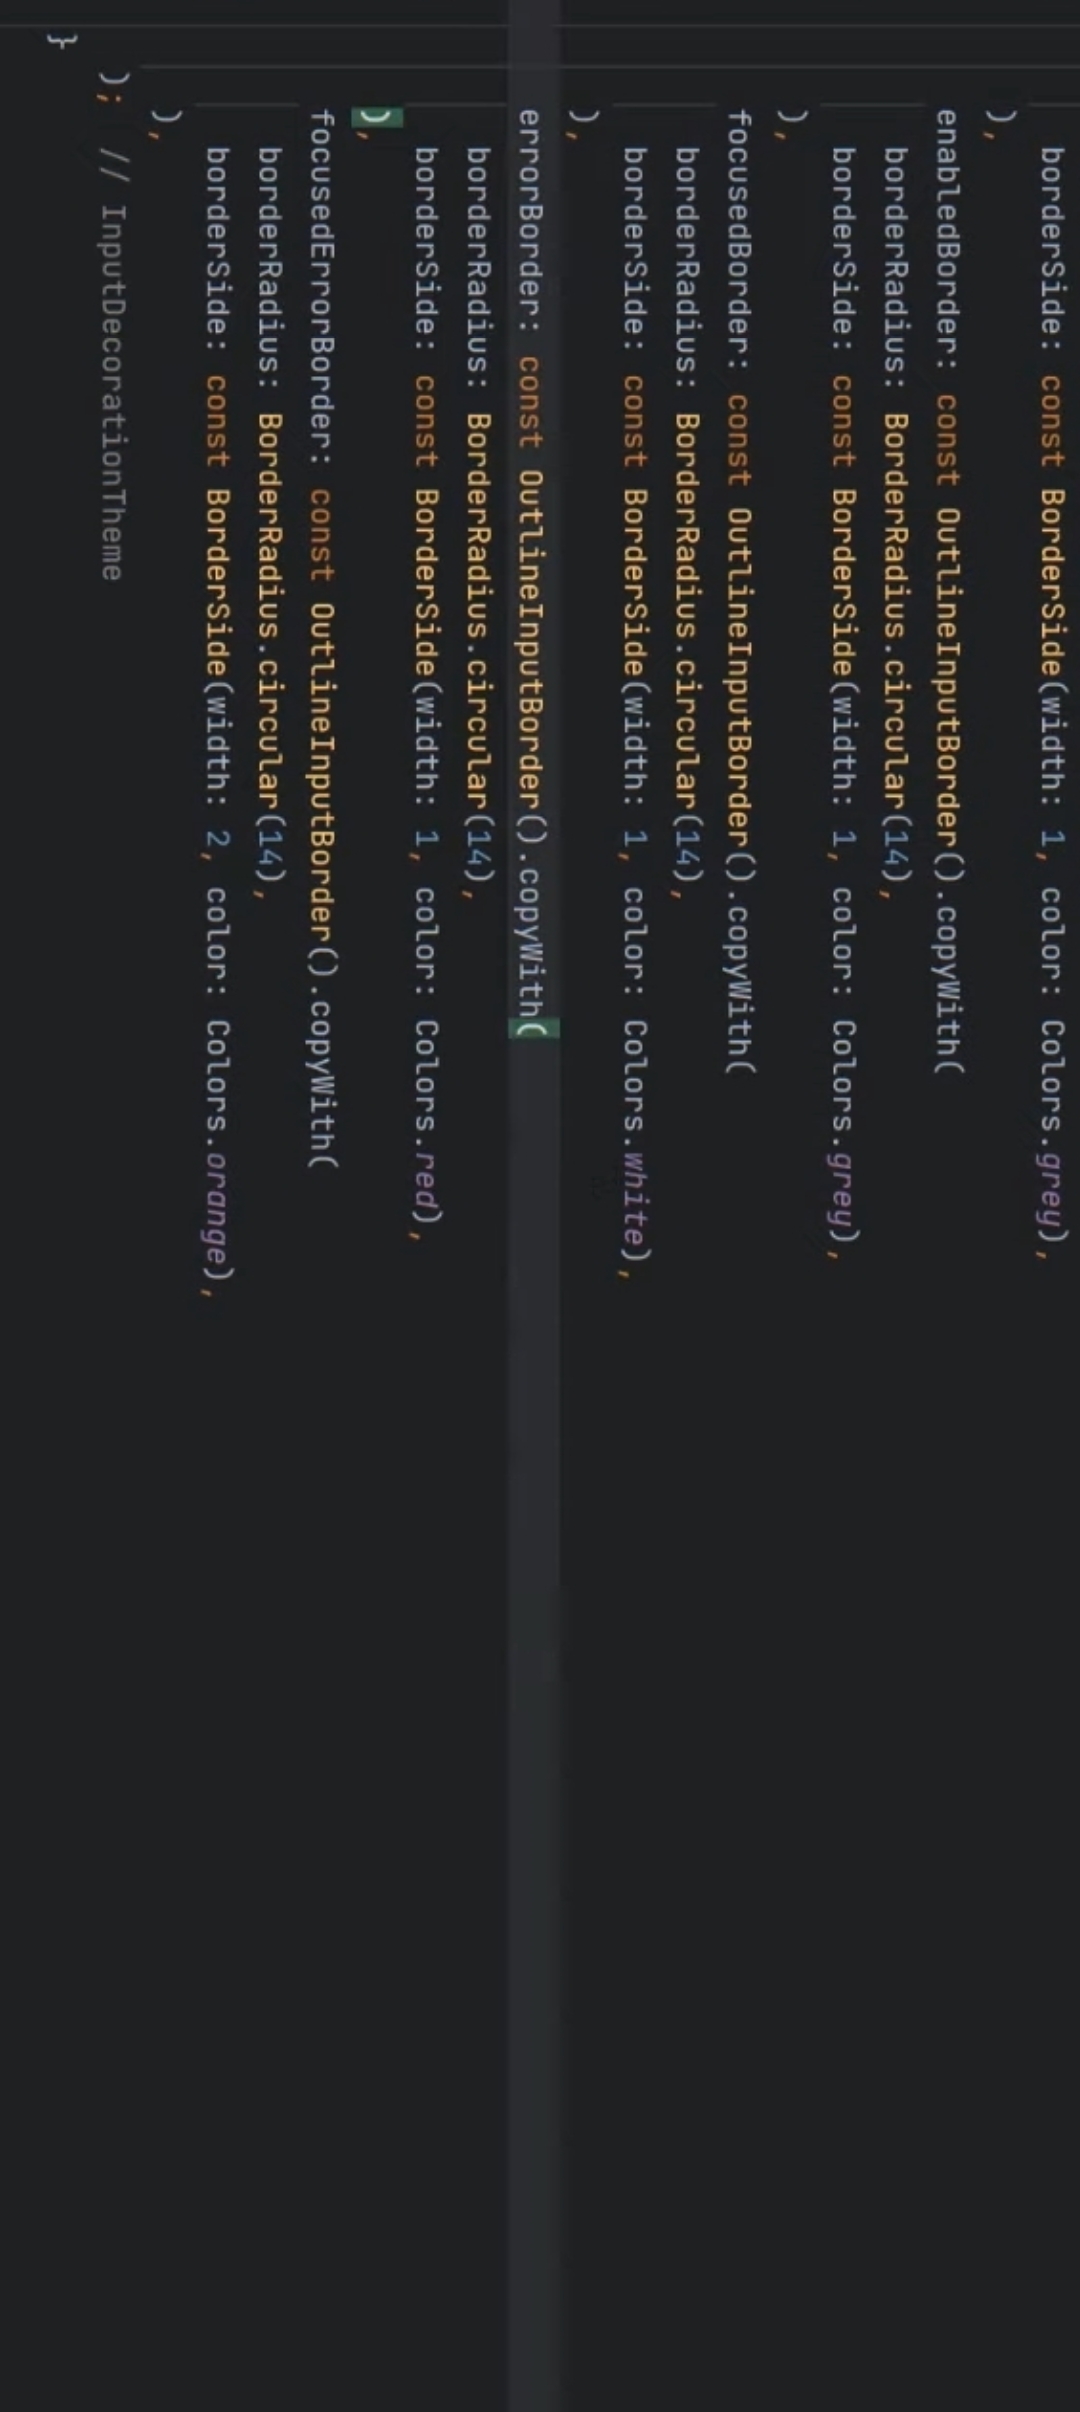 borderSide: const BorderSide(width: 1, color: Colors.grey),
  ),
  enabledBorder: const OutlineInputBorder().copyWith(
    borderRadius: BorderRadius.circular(14),
    borderSide: const BorderSide(width: 1, color: Colors.grey),
  ),
  focusedBorder: const OutlineInputBorder().copyWith(
    borderRadius: BorderRadius.circular(14),
    borderSide: const BorderSide(width: 1, color: Colors.white),
  ),
  errorBorder: const OutlineInputBorder().copyWith(
    borderRadius: BorderRadius.circular(14),
    borderSide: const BorderSide(width: 1, color: Colors.red),
  ),
  focusedErrorBorder: const OutlineInputBorder().copyWith(
    borderRadius: BorderRadius.circular(14),
    borderSide: const BorderSide(width: 2, color: Colors.orange),
  ),
); // InputDecorationTheme
}